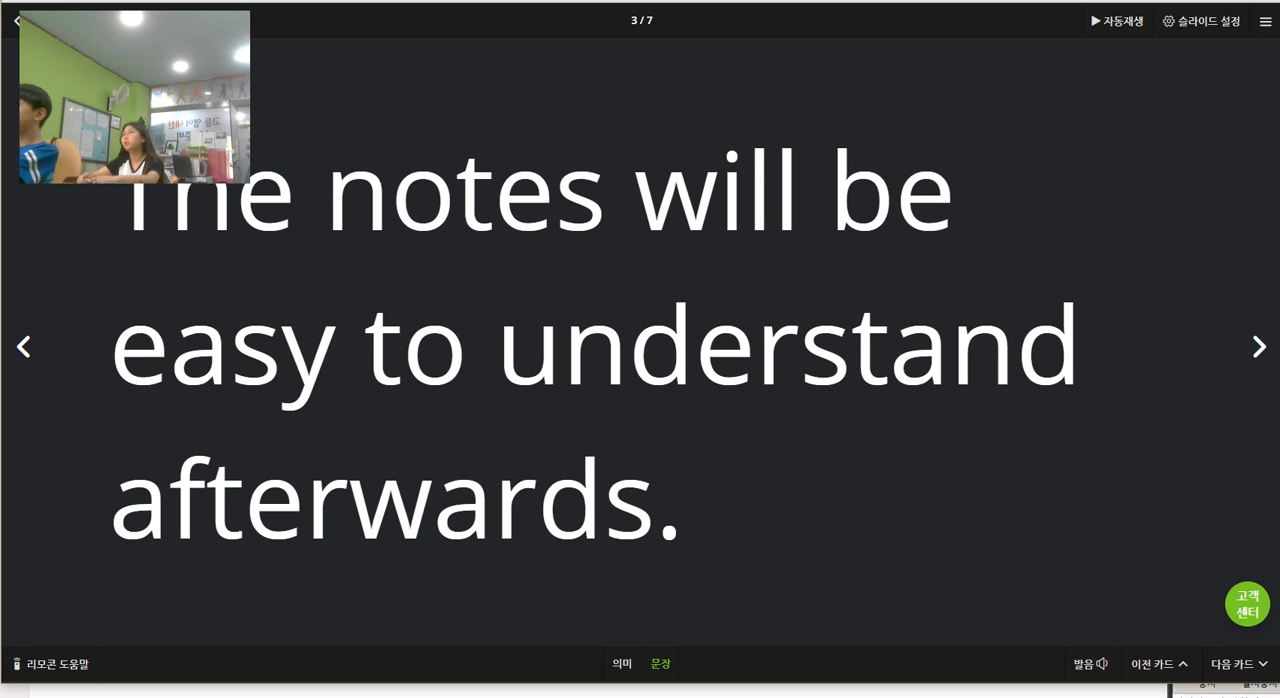 3 / 7
자동재생
슬라이드 설정
The notes will be
easy to understand
afterwards.
고객
센터
리모콘 도움말
의미
문장
발음
이전 카드
다음 카드